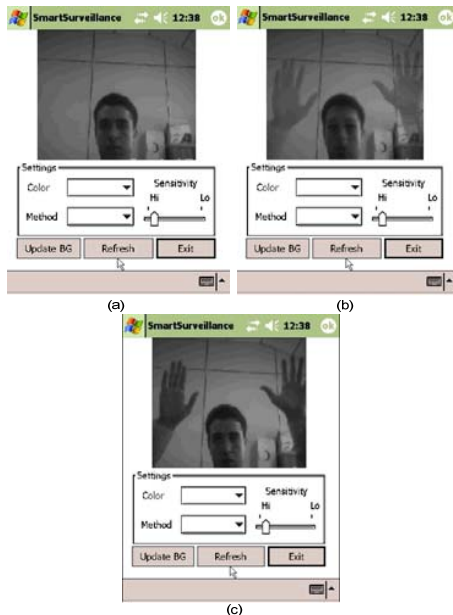 SmartSurveillance 12:38 ok
Settings
Color
Sensitivity
Hi Lo
Method
Update BG Refresh Exit
(a)
SmartSurveillance 12:38 ok
Settings
Color
Sensitivity
Hi Lo
Method
Update BG Refresh Exit
(b)
SmartSurveillance 12:38 ok
Settings
Color
Sensitivity
Hi Lo
Method
Update BG Refresh Exit
(c)